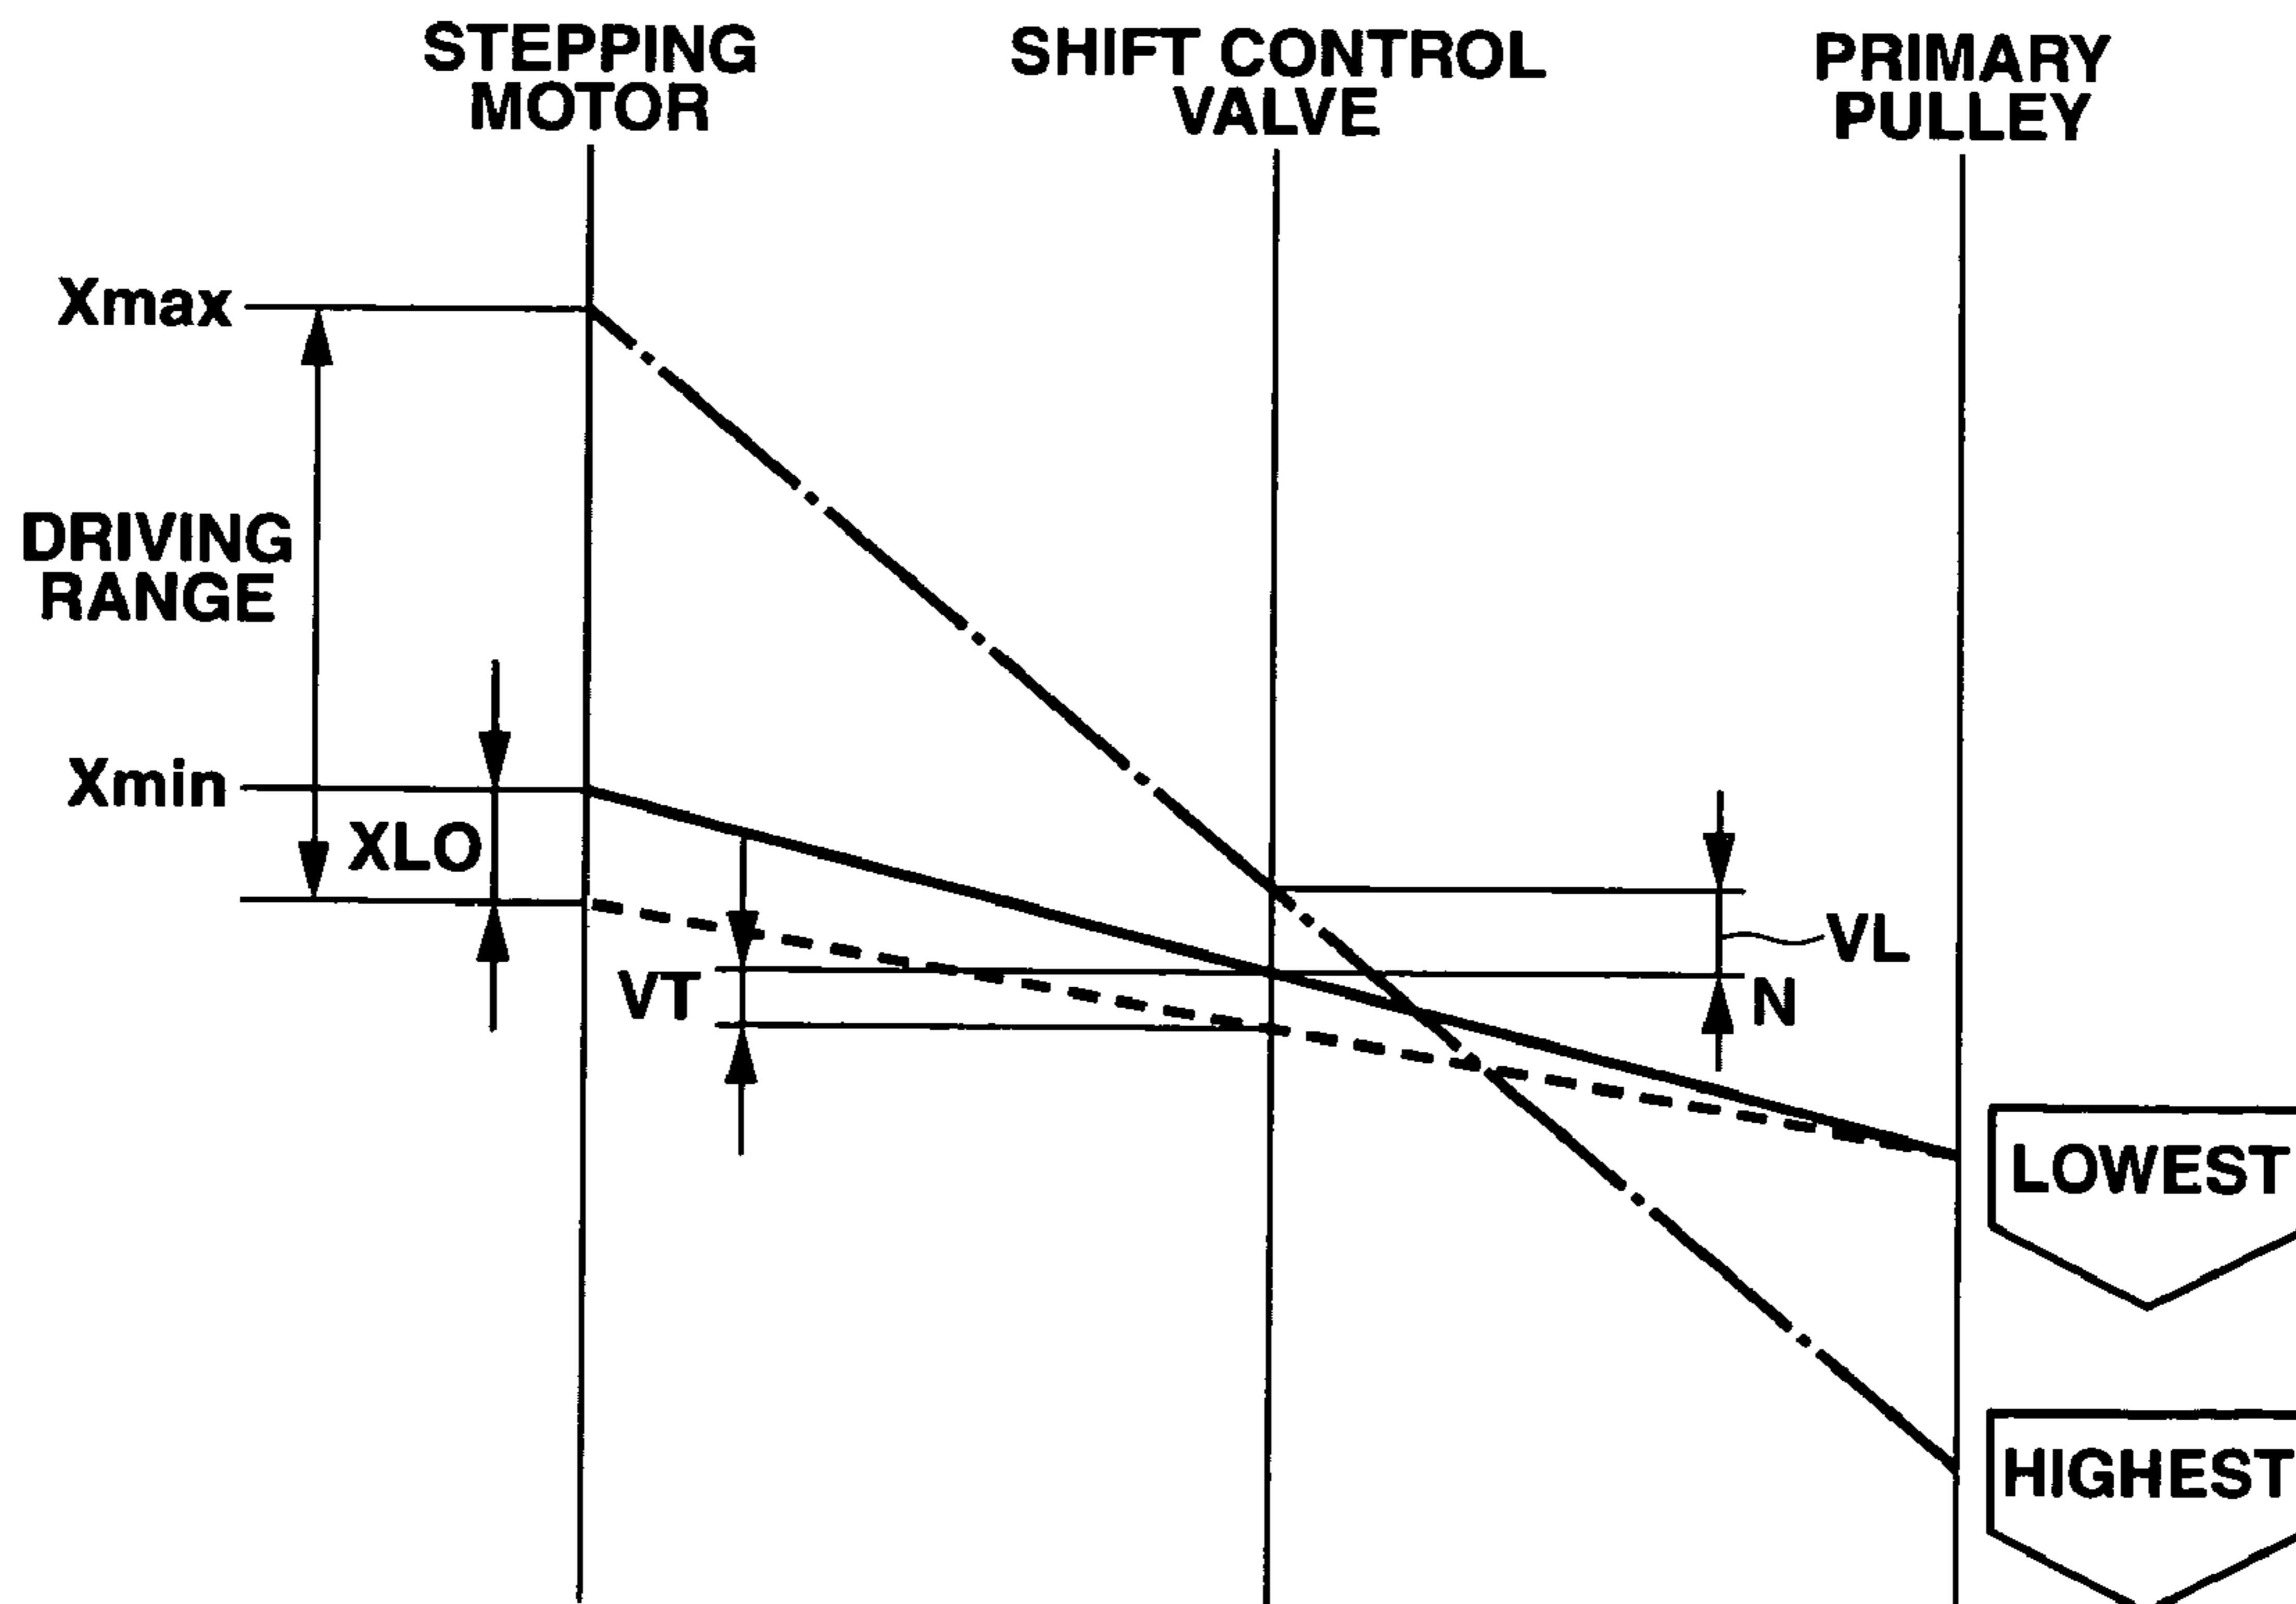 STEPPING
MOTOR
SHIFT CONTROL
VALVE
PRIMARY
PULLEY
Xmax
DRIVING
RANGE
Xmin
XLO
VT
VL
N
LOWEST
HIGHEST